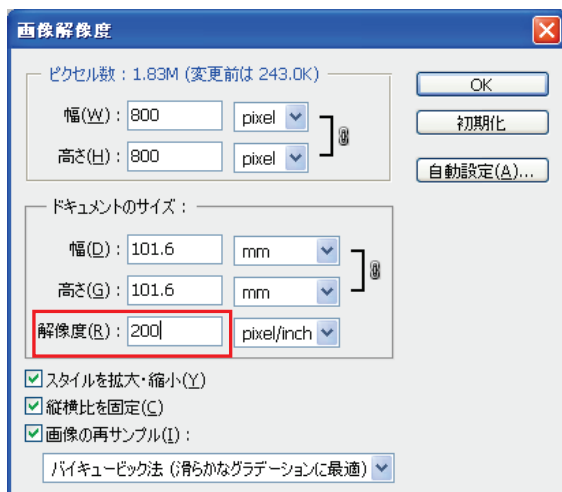 画像解像度
ピクセル数：1.83M (変更前は 243.0K)
幅(W)：800 pixel
高さ(H)：800 pixel
OK
初期化
自動設定(A)...
ドキュメントのサイズ：
幅(D)：101.6 mm
高さ(G)：101.6 mm
解像度(R)：200 pixel/inch
スタイルを拡大・縮小(Y)
縦横比を固定(C)
画像の再サンプル(I)：
バイキュービック法 (滑らかなグラデーションに最適)